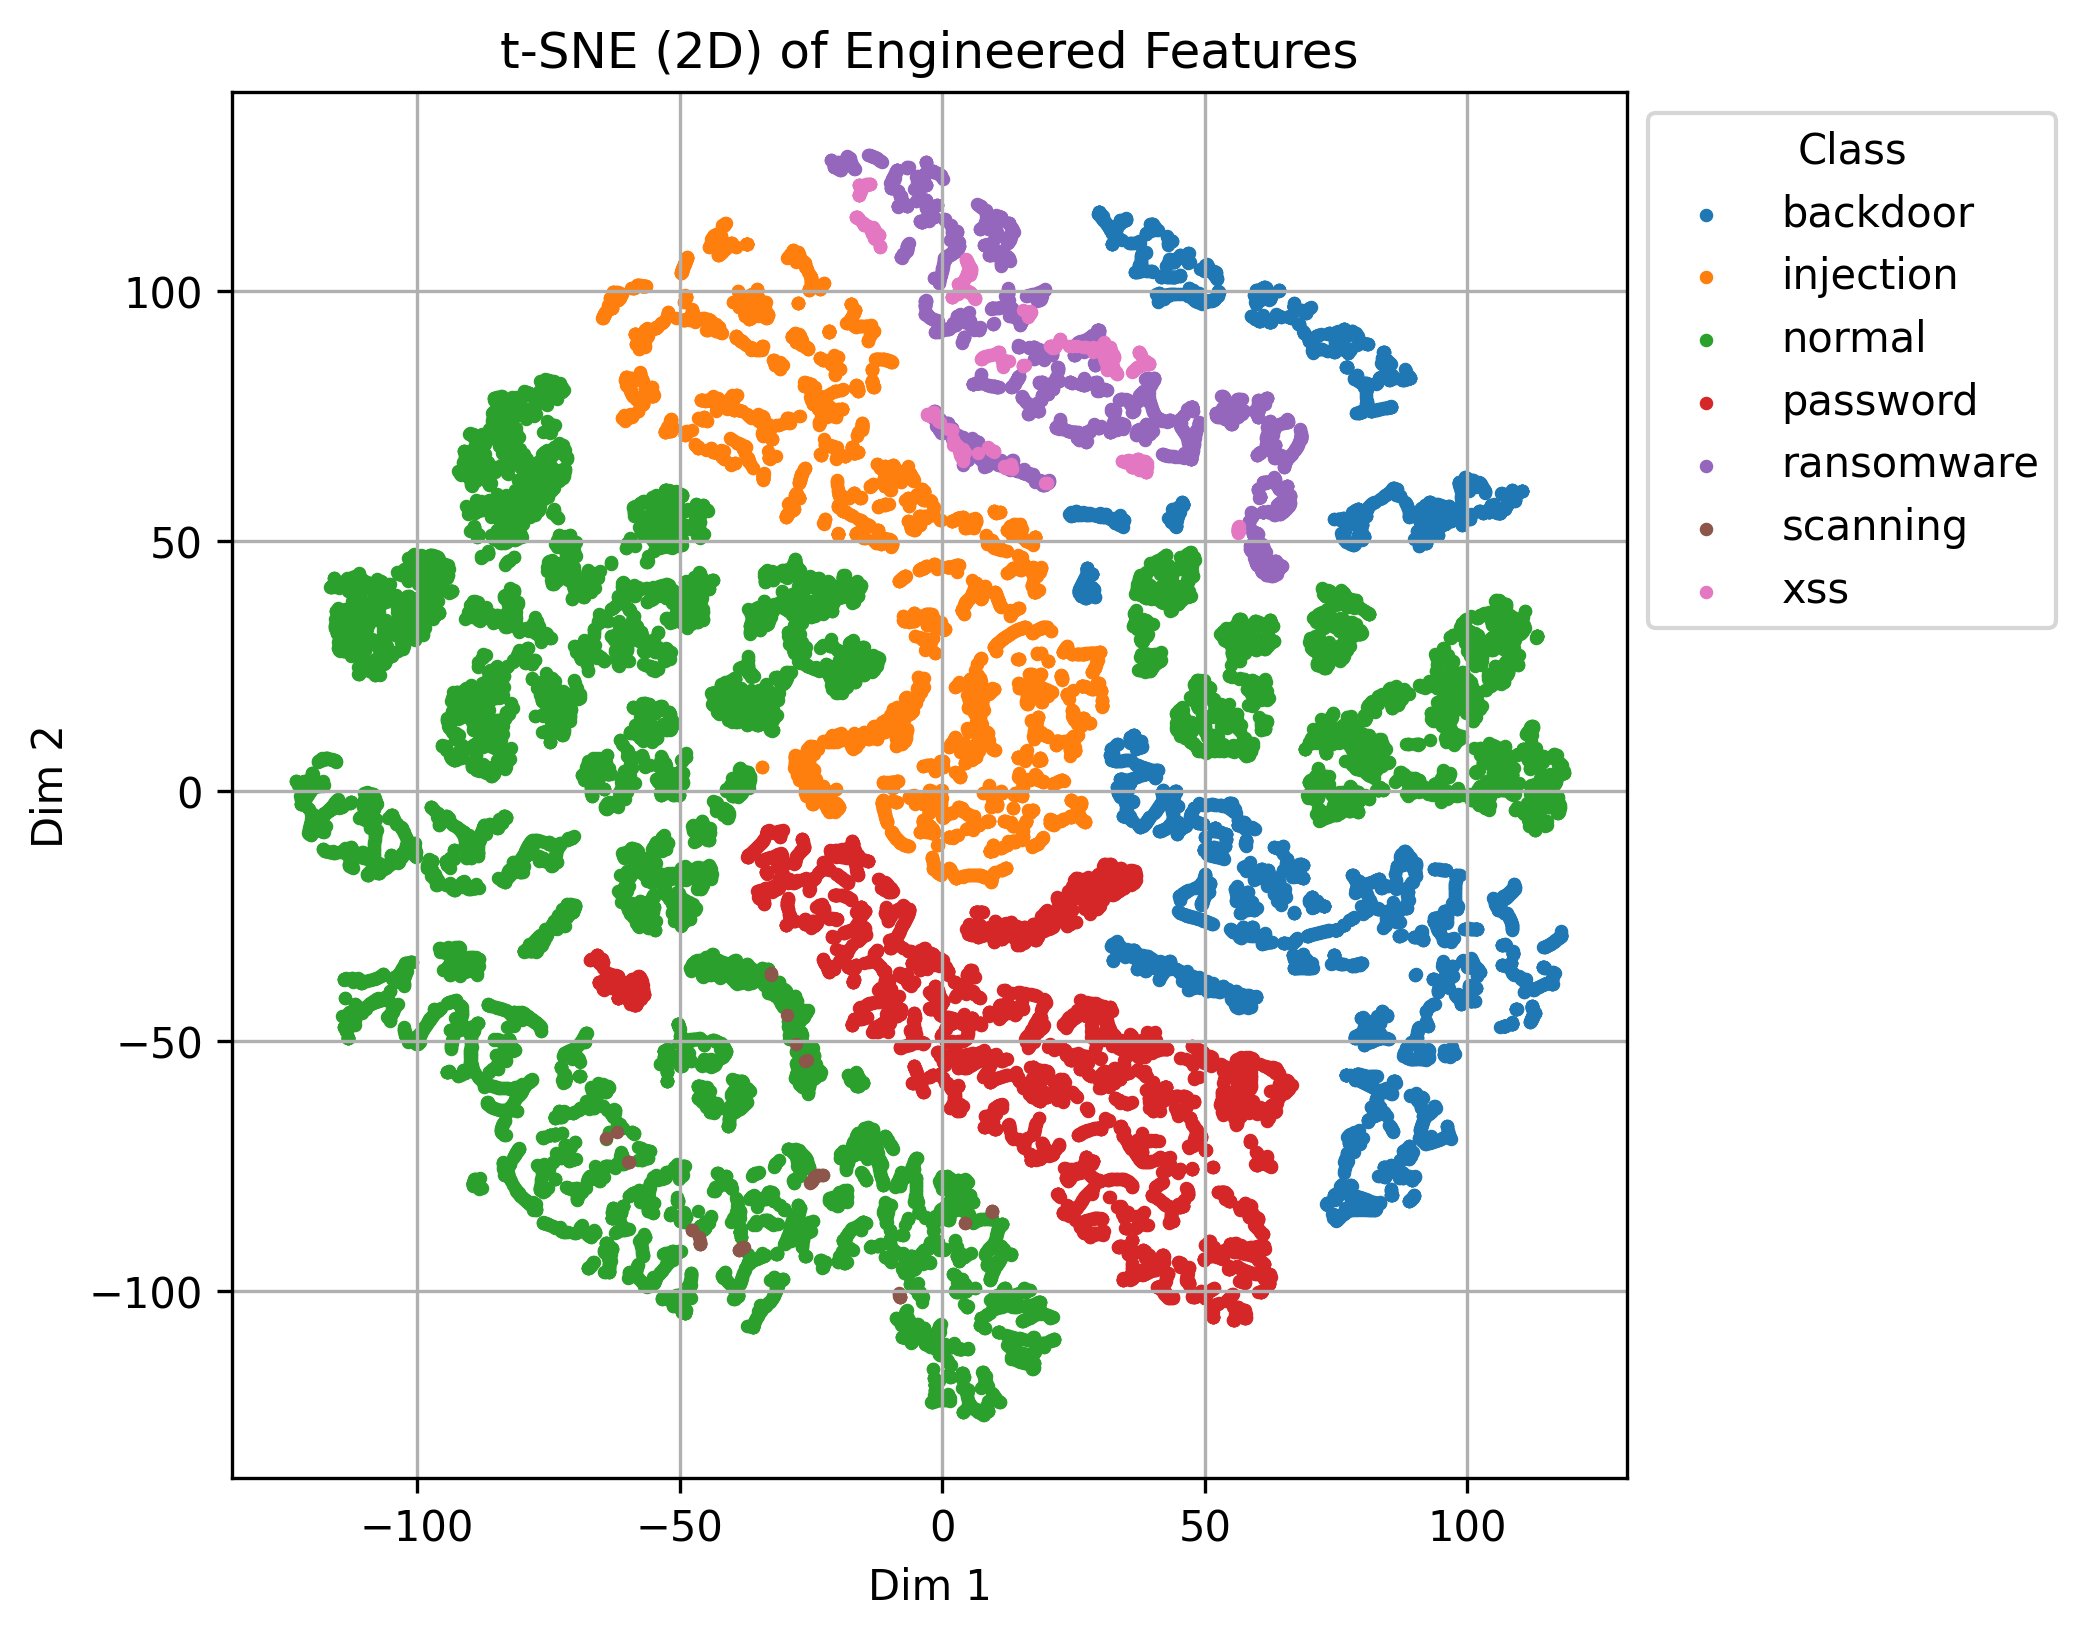 t-SNE (2D) of Engineered Features
Class
backdoor
injection
normal
password
ransomware
scanning
xss
Dim 2
100
50
0
−50
−100
−100
−50
0
50
100
Dim 1